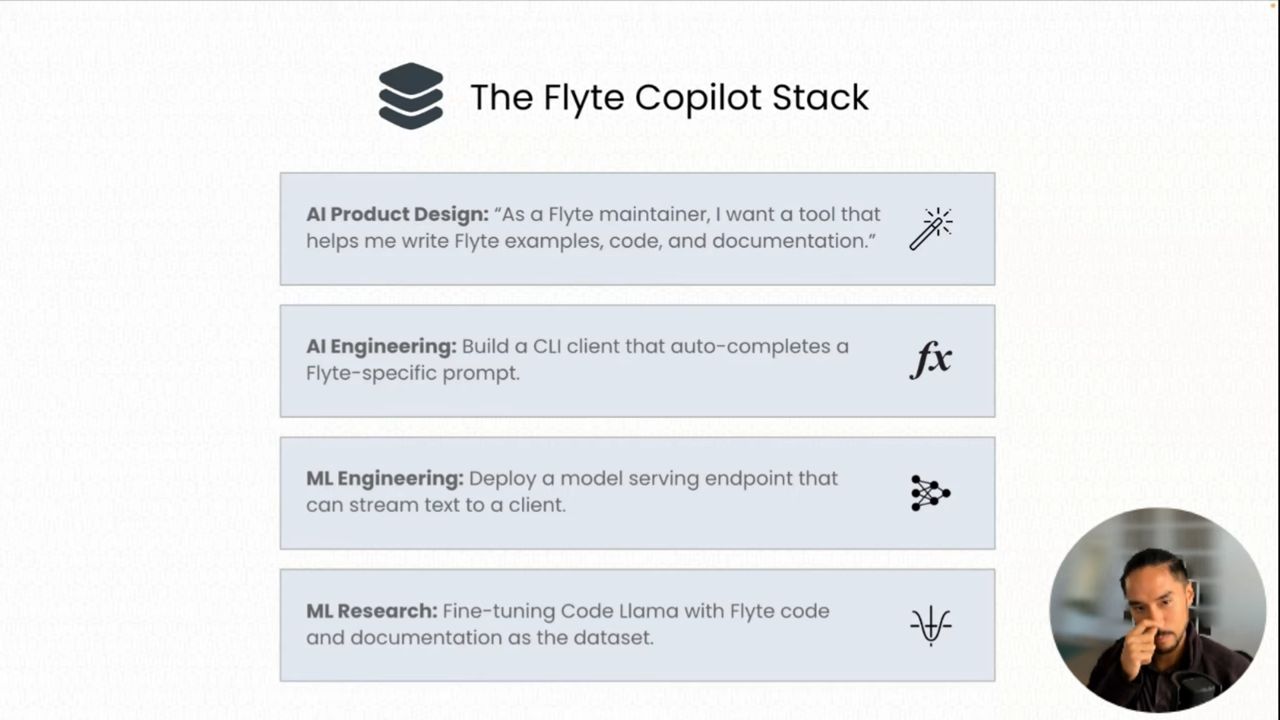 The Flyte Copilot Stack
AI Product Design: “As a Flyte maintainer, I want a tool that
helps me write Flyte examples, code, and documentation.”
AI Engineering: Build a CLI client that auto-completes a
Flyte-specific prompt.
fx
ML Engineering: Deploy a model serving endpoint that
can stream text to a client.
ML Research: Fine-tuning Code Llama with Flyte code
and documentation as the dataset.